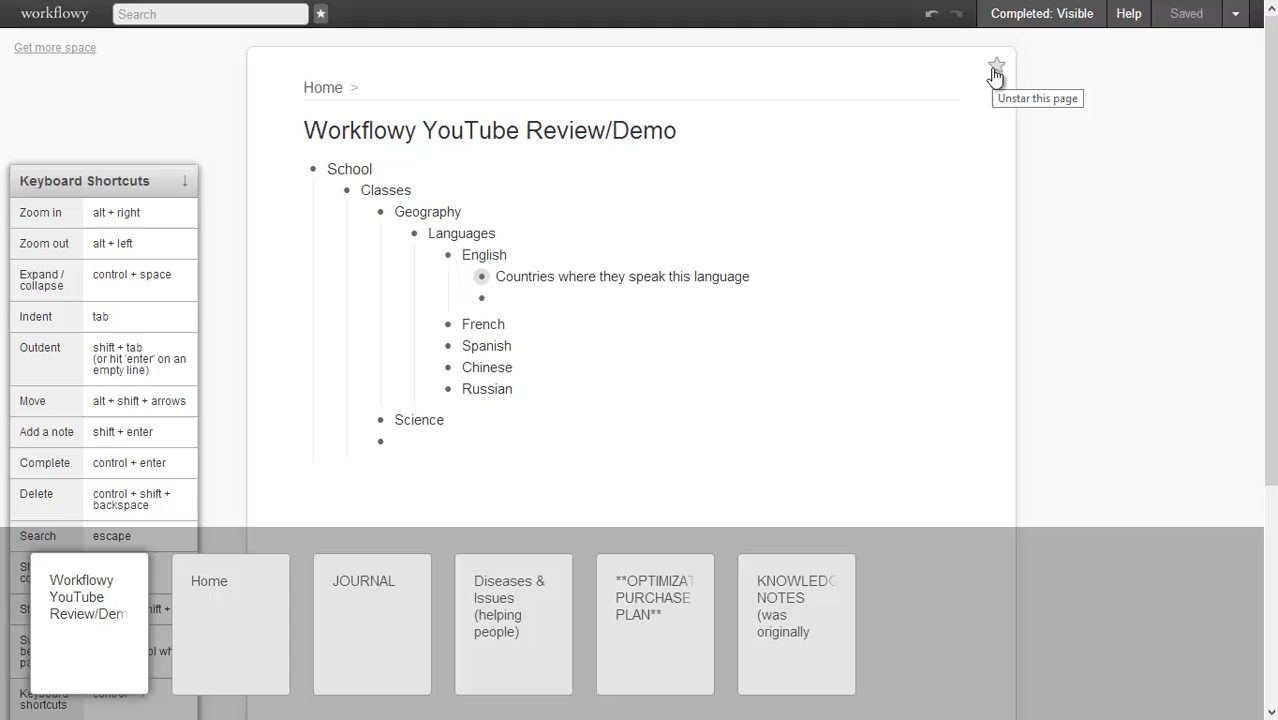 workflowy
Search
Completed: Visible
Help
Saved
Get more space
Unstar this page
Home >
Workflowy YouTube Review/Demo
School
Classes
Geography
Languages
English
Countries where they speak this language
French
Spanish
Chinese
Russian
Science
Keyboard Shortcuts ↓
Zoom in alt + right
Zoom out alt + left
Expand / collapse control + space
Indent tab
Outdent shift + tab
(or hit 'enter' on an
empty line)
Move alt + shift + arrows
Add a note shift + enter
Complete control + enter
Delete control + shift +
backspace
Search escape
shortcuts
Workflowy
YouTube
Review/Dem
Home
JOURNAL
Diseases &
Issues
(helping
people)
**OPTIMIZAT
PURCHASE
PLAN**
KNOWLEDG
NOTES
(was
originally